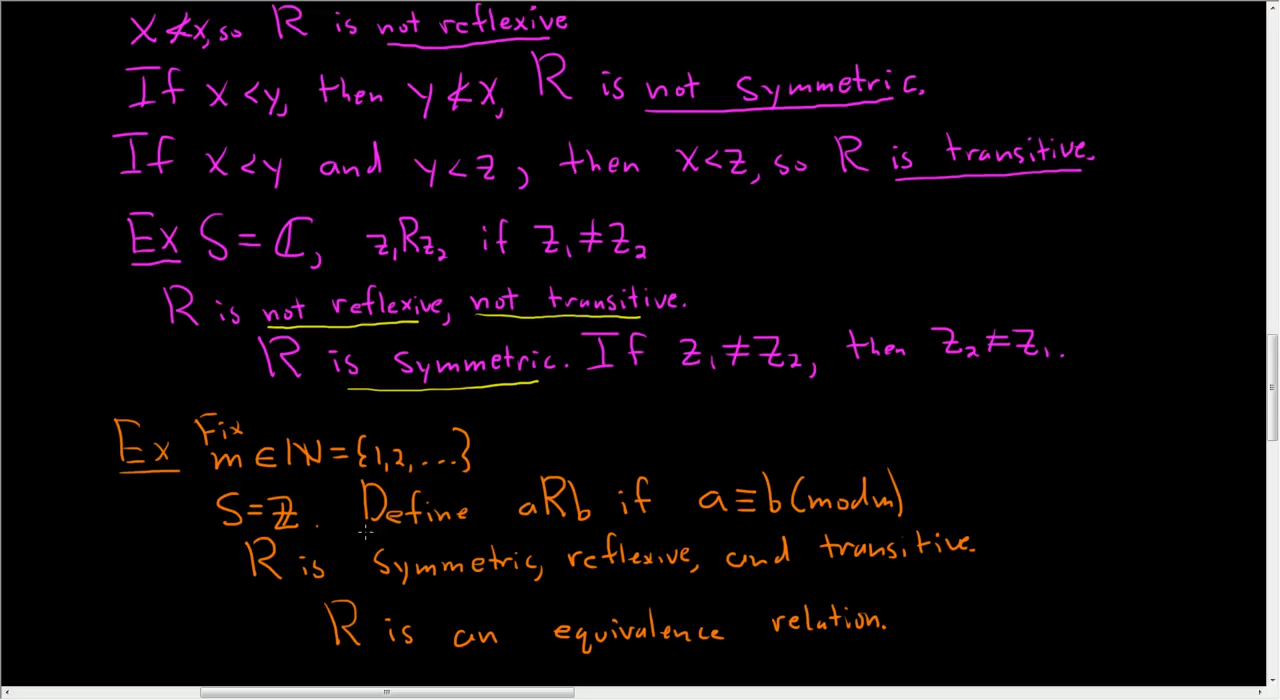 x ≮ x, so R is not reflexive
If x < y, then y ≮ x, R is not symmetric.
If x < y and y < z, then x < z, so R is transitive.
Ex S = ℂ, z₁Rz₂ if z₁ ≠ z₂
R is not reflexive, not transitive.
R is symmetric. If z₁ ≠ z₂, then z₂ ≠ z₁.
Ex Fix m ∈ ℕ = {1,2,...}
S = ℤ. Define aRb if a ≡ b (mod m)
R is symmetric, reflexive, and transitive.
R is an equivalence relation.